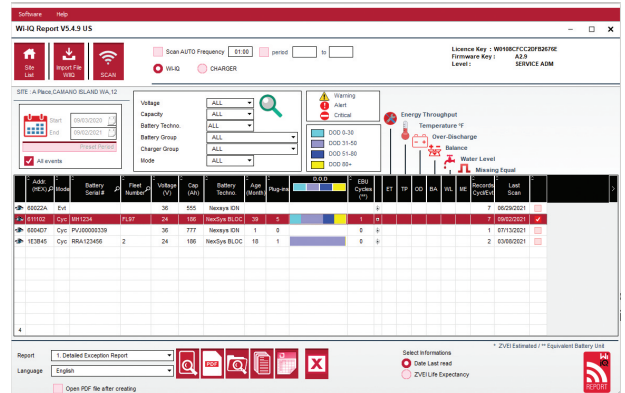 Software Help
Wi-IQ Report V5.4.9 US
Site List
Import File WIIQ
SCAN
Scan AUTO Frequency 01:00 period to
WI-IQ CHARGER
Licence Key : W0108CFCC20FB2676E
Firmware Key : A2.9
Level : SERVICE ADM
SITE : A Place,CAMANO ISLAND WA,12
Start 09/03/2020
End 09/02/2021
Preset Period
All events
Voltage ALL
Capacity ALL
Battery Techno. ALL
Battery Group ALL
Charger Group ALL
Mode ALL
Warning
Alert
Critical
DOD 0-30
DOD 31-50
DOD 51-80
DOD 80+
Energy Throughput
Temperature °F
Over-Discharge
Balance
Water Level
Missing Equal
Addr. (HEX) Mode Battery Serial # Fleet Number Voltage (V) Cap (Ah) Battery Techno. Age (Month) Plug-ins D.O.D EBU Cycles (**) ET TP OD BA WL ME Records Cycl/Evt Last Scan
60022A Evt 36 555 Nexsys ION 7 06/29/2021
611102 Cyc MH1234 FL97 24 186 NexSys BLOC 39 5 1 7 09/02/2021
6004D7 Cyc PVJ00000339 36 777 Nexsys ION 1 0 0 1 07/13/2021
1E3B45 Cyc RRA123456 2 24 186 NexSys BLOC 18 1 0 2 03/08/2021
4
* ZVEI Estimated / ** Equivalent Battery Unit
Report 1. Detailed Exception Report
Language English
Open PDF file after creating
PDF
Select Informations
Date Last read
ZVEI Life Expectancy
Wi
iQ
REPORT